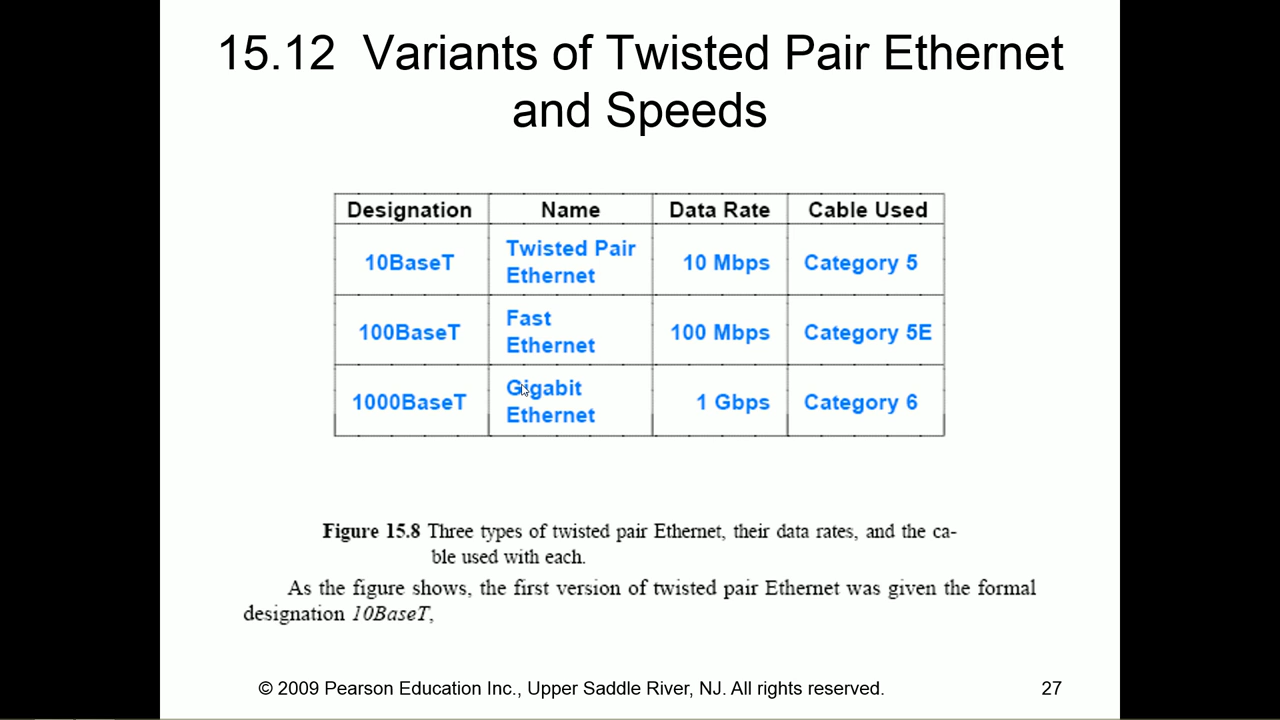 15.12 Variants of Twisted Pair Ethernet
and Speeds
Designation Name Data Rate Cable Used
10BaseT Twisted Pair Ethernet 10 Mbps Category 5
100BaseT Fast Ethernet 100 Mbps Category 5E
1000BaseT Gigabit Ethernet 1 Gbps Category 6
Figure 15.8 Three types of twisted pair Ethernet, their data rates, and the ca-
ble used with each.
As the figure shows, the first version of twisted pair Ethernet was given the formal
designation 10BaseT,
© 2009 Pearson Education Inc., Upper Saddle River, NJ. All rights reserved. 27